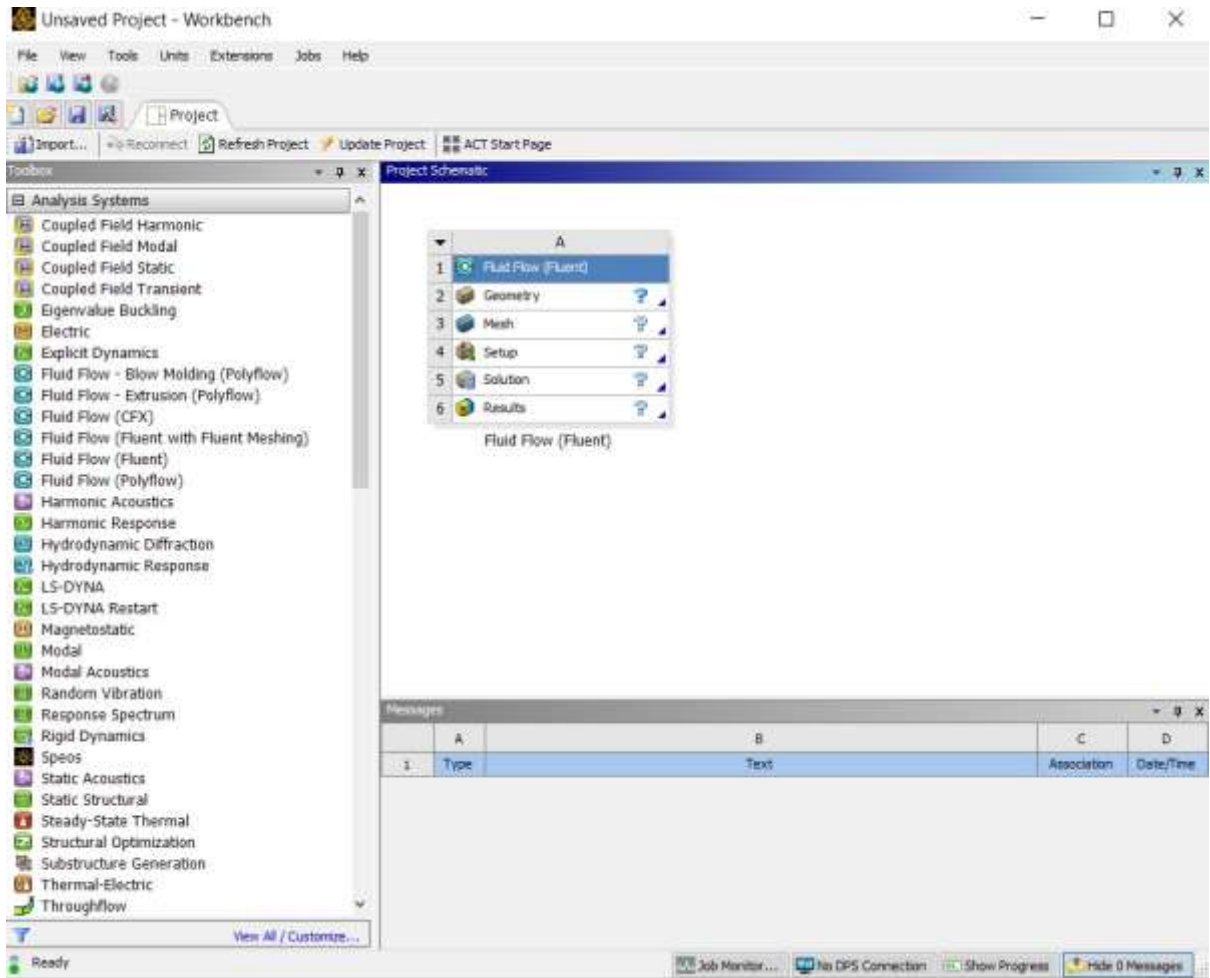 Unsaved Project - Workbench
File View Tools Units Extensions Jobs Help
Project
Import... Reconnect Refresh Project Update Project ACT Start Page
Toolbox
Analysis Systems
Coupled Field Harmonic
Coupled Field Modal
Coupled Field Static
Coupled Field Transient
Eigenvalue Buckling
Electric
Explicit Dynamics
Fluid Flow - Blow Molding (Polyflow)
Fluid Flow - Extrusion (Polyflow)
Fluid Flow (CFX)
Fluid Flow (Fluent with Fluent Meshing)
Fluid Flow (Fluent)
Fluid Flow (Polyflow)
Harmonic Acoustics
Harmonic Response
Hydrodynamic Diffraction
Hydrodynamic Response
LS-DYNA
LS-DYNA Restart
Magnetostatic
Modal
Modal Acoustics
Random Vibration
Response Spectrum
Rigid Dynamics
Speos
Static Acoustics
Static Structural
Steady-State Thermal
Structural Optimization
Substructure Generation
Thermal-Electric
Throughflow
View All / Customize...
Project Schematic
A
1 Fluid Flow (Fluent)
2 Geometry ?
3 Mesh ?
4 Setup ?
5 Solution ?
6 Results ?
Fluid Flow (Fluent)
Messages
A B C D
1 Type Text Association Date/Time
Ready Job Monitor... No DPS Connection Show Progress Hide 0 Messages